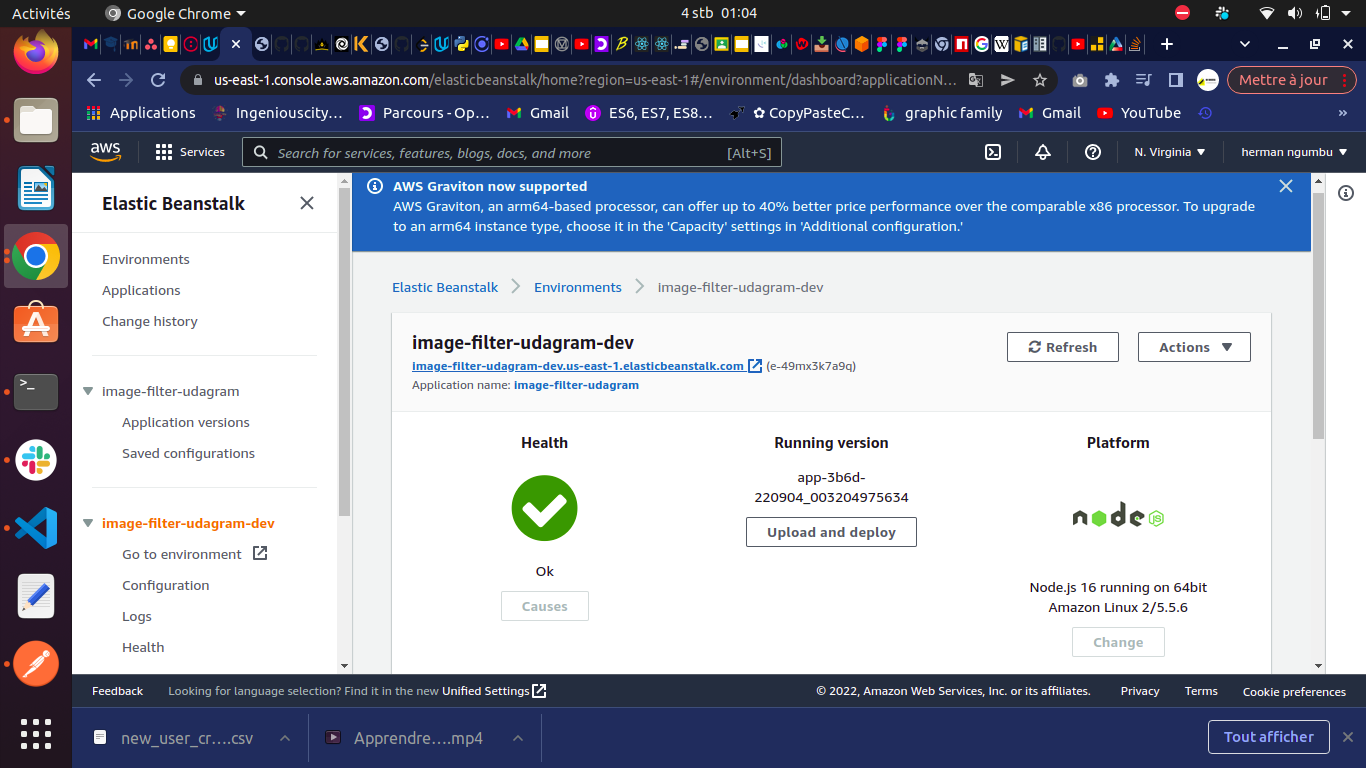 Activités
Google Chrome
4 stb 01:04
us-east-1.console.aws.amazon.com/elasticbeanstalk/home?region=us-east-1#/environment/dashboard?applicationN…
Mettre à jour
Applications
Ingeniouscity…
Parcours - Op…
Gmail
ES6, ES7, ES8…
✿ CopyPasteC…
graphic family
Gmail
YouTube
»
aws
Services
Search for services, features, blogs, docs, and more
[Alt+S]
N. Virginia
herman ngumbu
Elastic Beanstalk
Environments
Applications
Change history
image-filter-udagram
Application versions
Saved configurations
image-filter-udagram-dev
Go to environment
Configuration
Logs
Health
AWS Graviton now supported
AWS Graviton, an arm64-based processor, can offer up to 40% better price performance over the comparable x86 processor. To upgrade
to an arm64 instance type, choose it in the 'Capacity' settings in 'Additional configuration.'
Elastic Beanstalk
Environments
image-filter-udagram-dev
image-filter-udagram-dev
image-filter-udagram-dev.us-east-1.elasticbeanstalk.com (e-49mx3k7a9q)
Application name: image-filter-udagram
Refresh
Actions
Health
Ok
Causes
Running version
app-3b6d-
220904_003204975634
Upload and deploy
Platform
node JS
Node.js 16 running on 64bit
Amazon Linux 2/5.5.6
Change
Feedback
Looking for language selection? Find it in the new Unified Settings
© 2022, Amazon Web Services, Inc. or its affiliates.
Privacy
Terms
Cookie preferences
new_user_cr….csv
Apprendre….mp4
Tout afficher